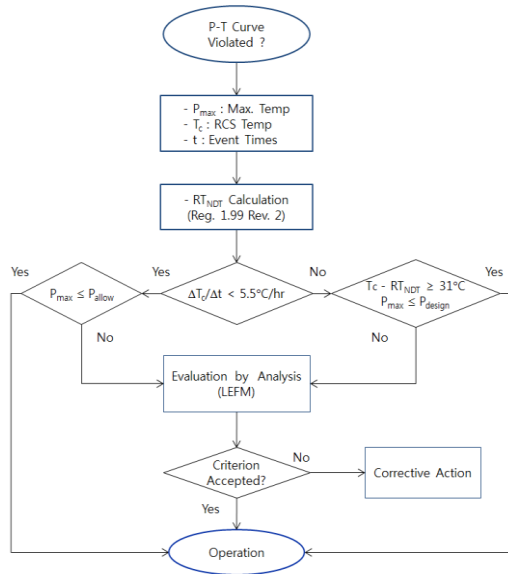 P-T Curve
Violated ?
- Pmax : Max. Temp
- Tc : RCS Temp
- t : Event Times
- RTNDT Calculation
(Reg. 1.99 Rev. 2)
Yes
Yes
No
Yes
Pmax ≤ Pallow
ΔTc/Δt < 5.5°C/hr
Tc - RTNDT ≥ 31°C
Pmax ≤ Pdesign
No
No
Evaluation by Analysis
(LEFM)
Criterion
Accepted?
No
Corrective Action
Yes
Operation